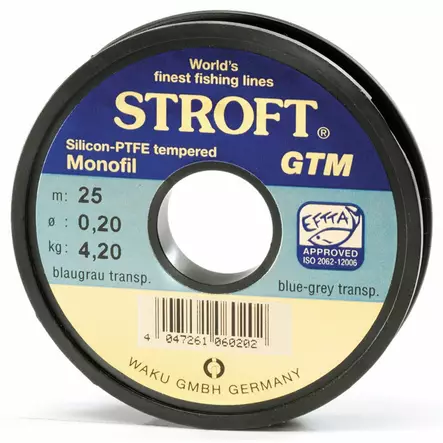 World's
finest fishing lines
STROFT®
Silicon-PTFE tempered
Monofil
GTM
m: 25
ø: 0,20
kg: 4,20
blaugrau transp.
EFTTA
APPROVED
ISO 2062-12006
blue-grey transp.
4 047261 060202
WAKU GMBH GERMANY